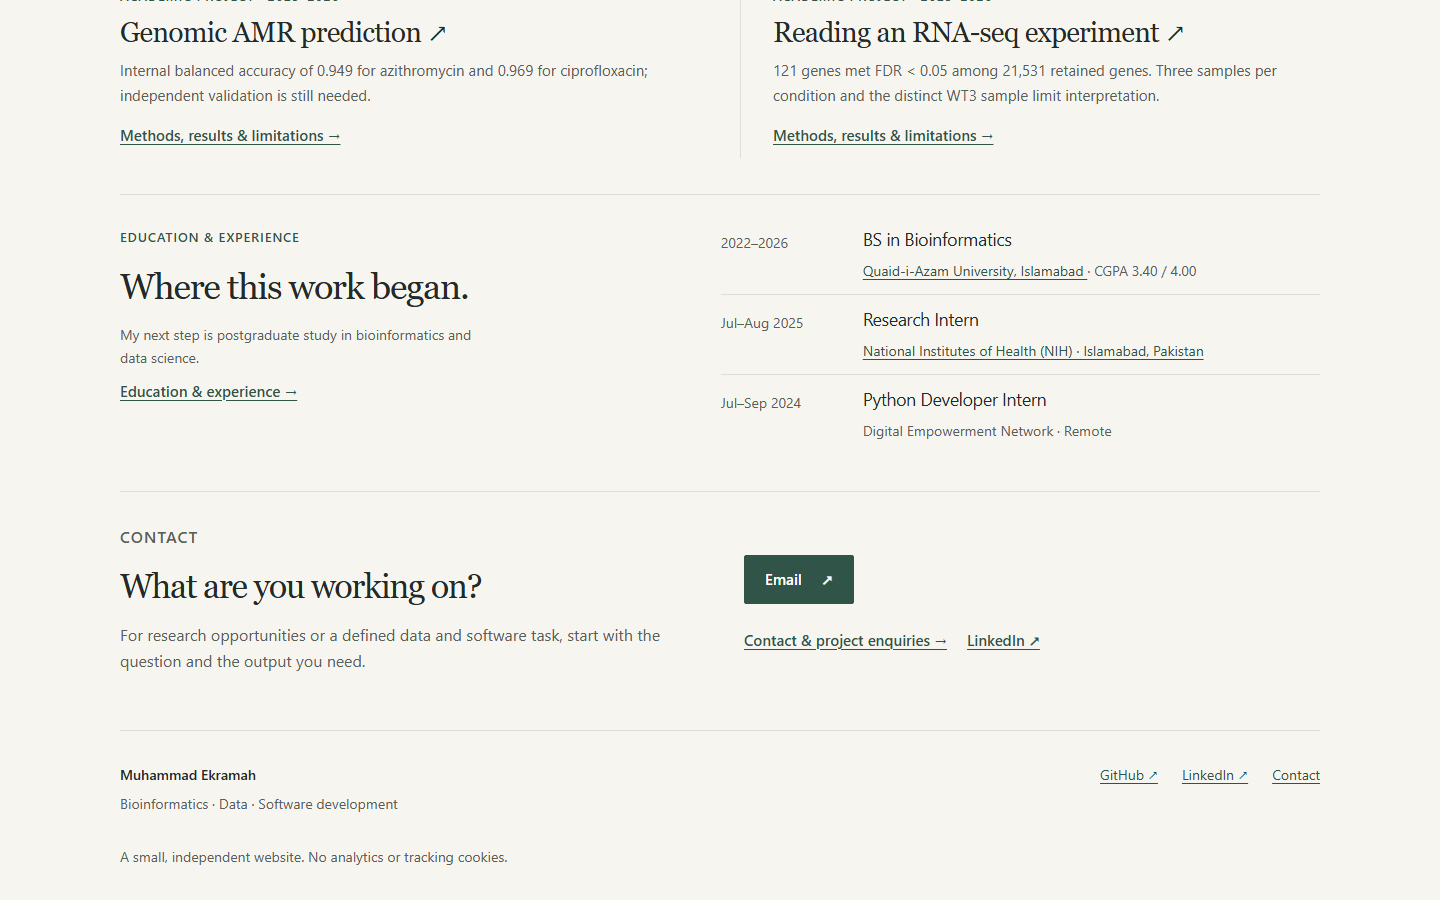 Genomic AMR prediction ↗
Internal balanced accuracy of 0.949 for azithromycin and 0.969 for ciprofloxacin;
independent validation is still needed.
Methods, results & limitations →
Reading an RNA-seq experiment ↗
121 genes met FDR < 0.05 among 21,531 retained genes. Three samples per
condition and the distinct WT3 sample limit interpretation.
Methods, results & limitations →
EDUCATION & EXPERIENCE
Where this work began.
My next step is postgraduate study in bioinformatics and
data science.
Education & experience →
2022–2026
BS in Bioinformatics
Quaid-i-Azam University, Islamabad · CGPA 3.40 / 4.00
Jul–Aug 2025
Research Intern
National Institutes of Health (NIH) · Islamabad, Pakistan
Jul–Sep 2024
Python Developer Intern
Digital Empowerment Network · Remote
CONTACT
What are you working on?
For research opportunities or a defined data and software task, start with the
question and the output you need.
Email ↗
Contact & project enquiries → LinkedIn ↗
Muhammad Ekramah
Bioinformatics · Data · Software development
GitHub ↗ LinkedIn ↗ Contact
A small, independent website. No analytics or tracking cookies.